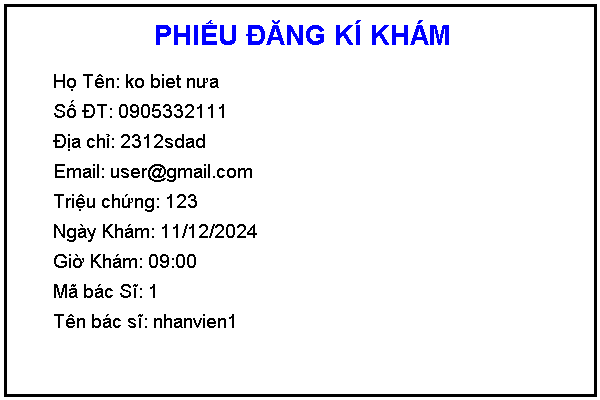 PHIẾU ĐĂNG KÍ KHÁM
Họ Tên: ko biet nưa
Số ĐT: 0905332111
Địa chỉ: 2312sdad
Email: user@gmail.com
Triệu chứng: 123
Ngày Khám: 11/12/2024
Giờ Khám: 09:00
Mã bác Sĩ: 1
Tên bác sĩ: nhanvien1